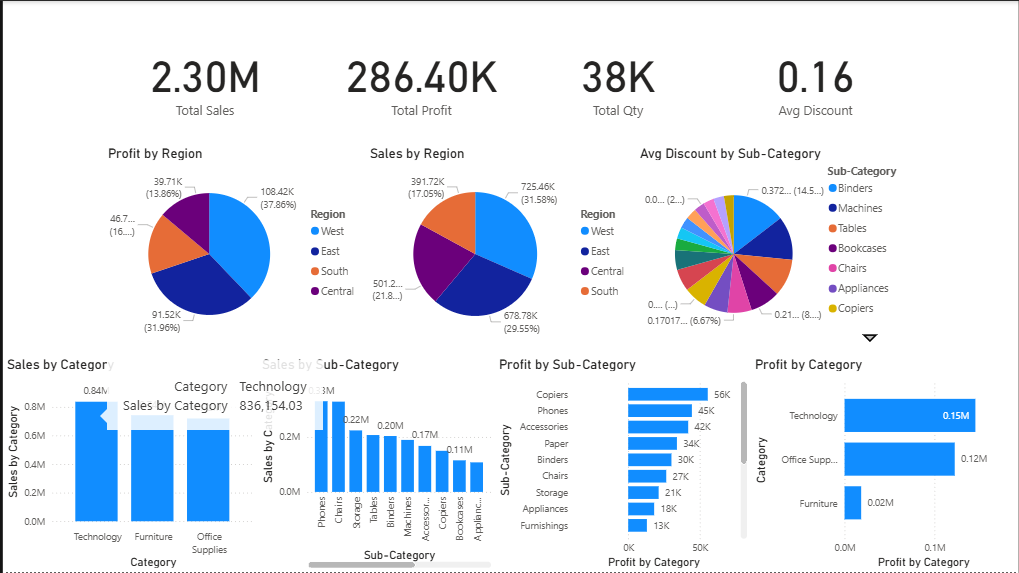 2.30M
Total Sales
286.40K
Total Profit
38K
Total Qty
0.16
Avg Discount
Profit by Region
39.71K
(13.86%)
108.42K
(37.86%)
46.7...
(16....)
91.52K
(31.96%)
Region
West
East
South
Central
Sales by Region
391.72K
(17.05%)
725.46K
(31.58%)
501.2...
(21.8...)
678.78K
(29.55%)
Region
West
East
Central
South
Avg Discount by Sub-Category
0.372... (14.5...)
0.0... (2...)
0.... (...)
0.17017... (6.67%)
0.21... (8....)
Sub-Category
Binders
Machines
Tables
Bookcases
Chairs
Appliances
Copiers
Sales by Category
Sales by Category
0.84M
0.8M
0.6M
0.4M
0.2M
0.0M
Technology
Furniture
Office
Supplies
Category
Category Technology
Sales by Category 836,154.03
Sales by Sub-Category
0.22M
0.20M
0.17M
0.11M
0.2M
0.0M
Phones
Chairs
Storage
Tables
Binders
Machines
Accessor...
Copiers
Bookcases
Applianc...
Sub-Category
Profit by Sub-Category
Sub-Category
Copiers 56K
Phones 45K
Accessories 42K
Paper 34K
Binders 30K
Chairs 27K
Storage 21K
Appliances 18K
Furnishings 13K
0K 50K
Profit by Category
Profit by Category
Category
Technology 0.15M
Office Supp... 0.12M
Furniture 0.02M
0.0M 0.1M
Profit by Category